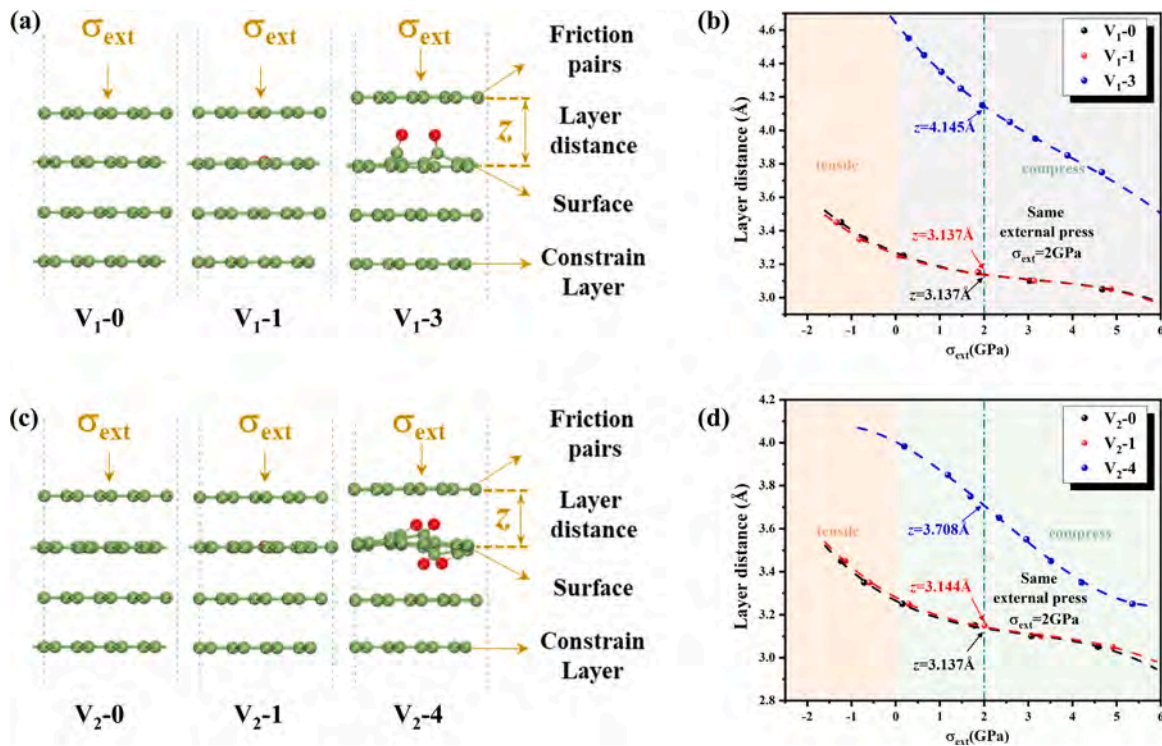 (a)
σext
σext
σext
Friction
pairs
Layer
distance
z
Surface
Constrain
Layer
V1-0
V1-1
V1-3
(b)
Layer distance (Å)
4.6
4.4
4.2
4.0
3.8
3.6
3.4
3.2
3.0
V1-0
V1-1
V1-3
z=4.145Å
tensile
compress
Same
external press
σext=2GPa
z=3.137Å
z=3.137Å
-2 -1 0 1 2 3 4 5 6
σext(GPa)
(c)
σext
σext
σext
Friction
pairs
Layer
distance
z
Surface
Constrain
Layer
V2-0
V2-1
V2-4
(d)
Layer distance (Å)
4.2
4.0
3.8
3.6
3.4
3.2
3.0
2.8
V2-0
V2-1
V2-4
z=3.708Å
tensile
compress
Same
external press
σext=2GPa
z=3.144Å
z=3.137Å
-2 -1 0 1 2 3 4 5 6
σext(GPa)